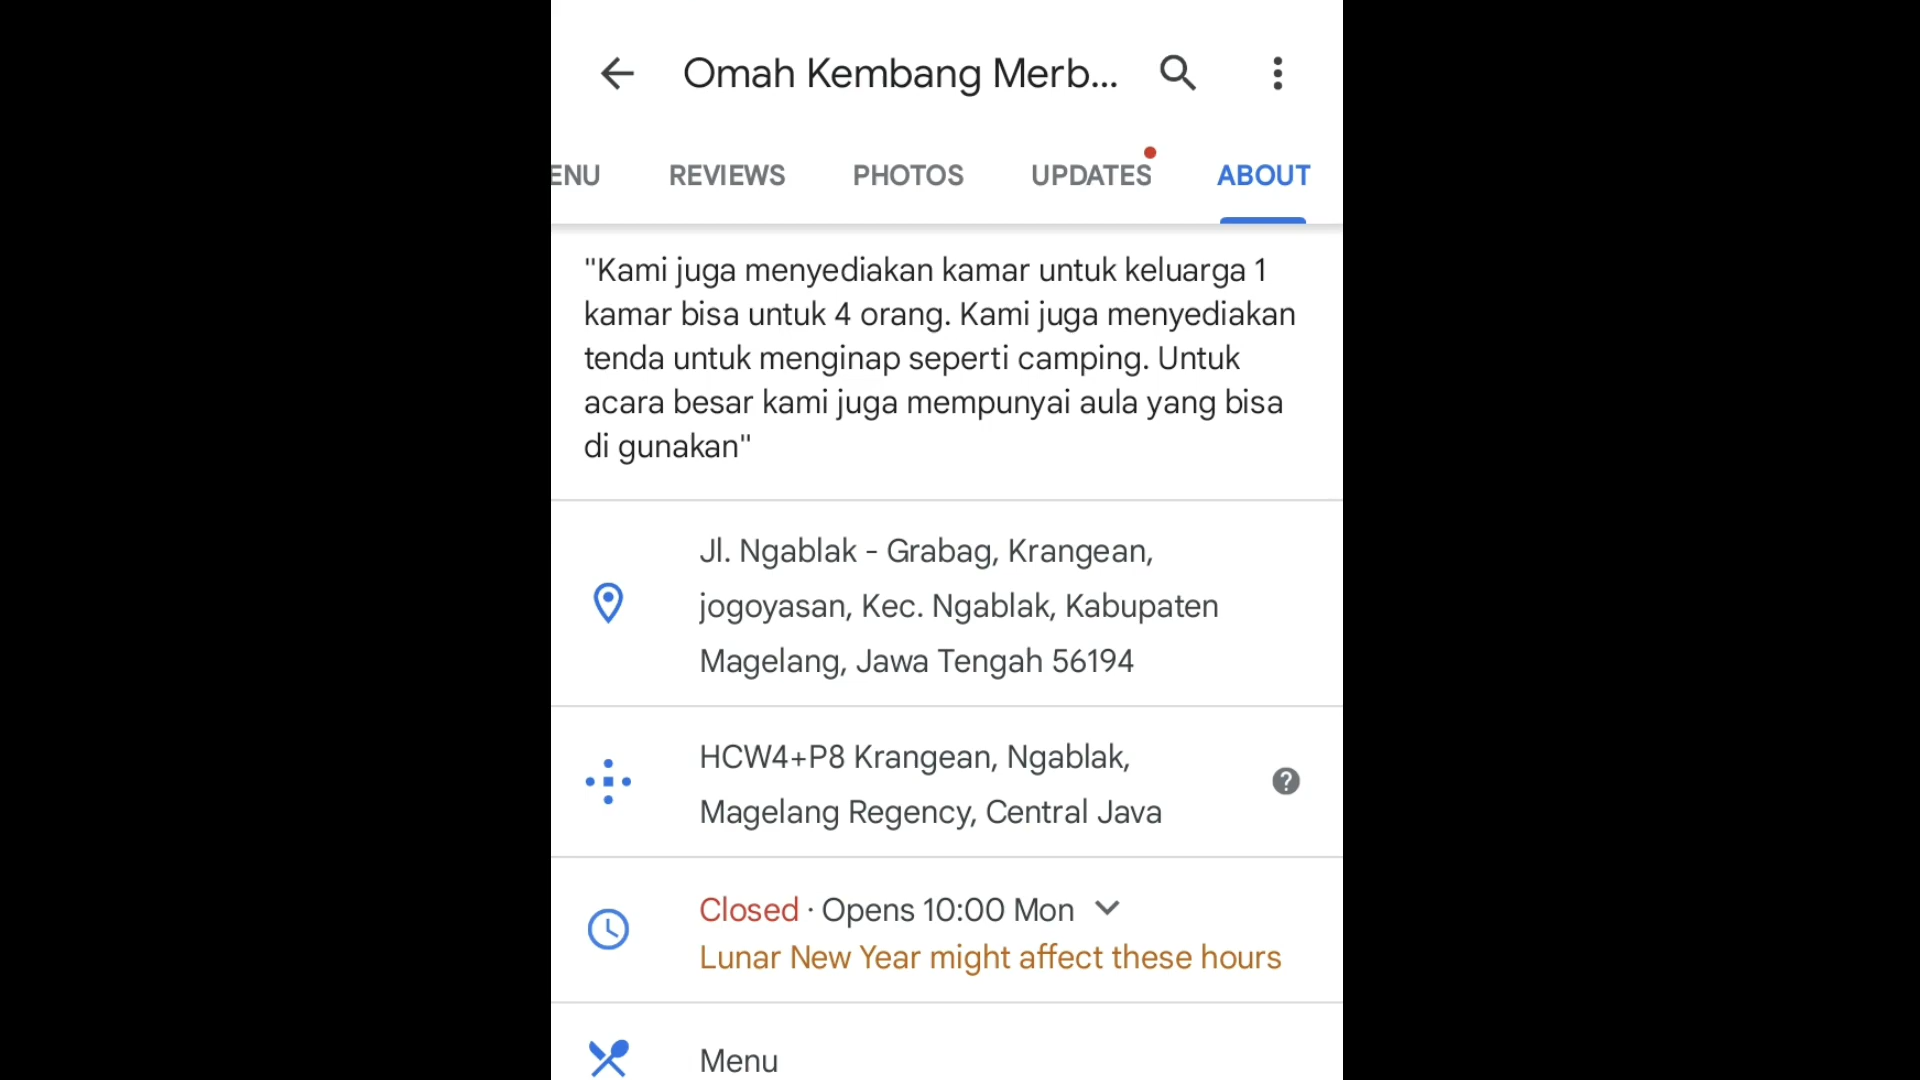 Omah Kembang Merb...
ENU REVIEWS PHOTOS UPDATES ABOUT
"Kami juga menyediakan kamar untuk keluarga 1
kamar bisa untuk 4 orang. Kami juga menyediakan
tenda untuk menginap seperti camping. Untuk
acara besar kami juga mempunyai aula yang bisa
di gunakan"
Jl. Ngablak - Grabag, Krangean,
jogoyasan, Kec. Ngablak, Kabupaten
Magelang, Jawa Tengah 56194
HCW4+P8 Krangean, Ngablak,
Magelang Regency, Central Java
Closed · Opens 10:00 Mon
Lunar New Year might affect these hours
Menu